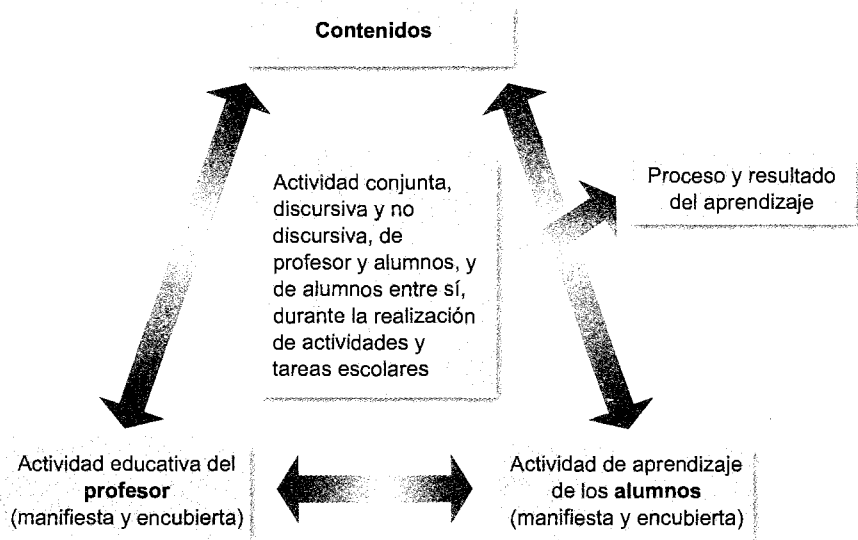 Contenidos
Actividad conjunta,
discursiva y no
discursiva, de
profesor y alumnos, y
de alumnos entre sí,
durante la realización
de actividades y
tareas escolares
Proceso y resultado
del aprendizaje
Actividad educativa del
profesor
(manifiesta y encubierta)
Actividad de aprendizaje
de los alumnos
(manifiesta y encubierta)